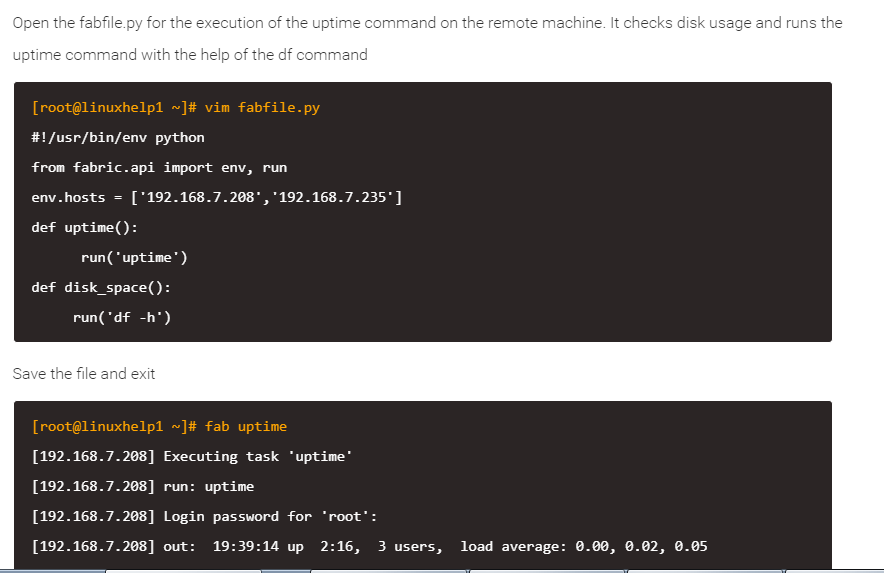 Open the fabfile.py for the execution of the uptime command on the remote machine. It checks disk usage and runs the
uptime command with the help of the df command
[root@linuxhelp1 ~]# vim fabfile.py
#!/usr/bin/env python
from fabric.api import env, run
env.hosts = ['192.168.7.208','192.168.7.235']
def uptime():
      run('uptime')
def disk_space():
     run('df -h')
Save the file and exit
[root@linuxhelp1 ~]# fab uptime
[192.168.7.208] Executing task 'uptime'
[192.168.7.208] run: uptime
[192.168.7.208] Login password for 'root':
[192.168.7.208] out:  19:39:14 up  2:16,  3 users,  load average: 0.00, 0.02, 0.05